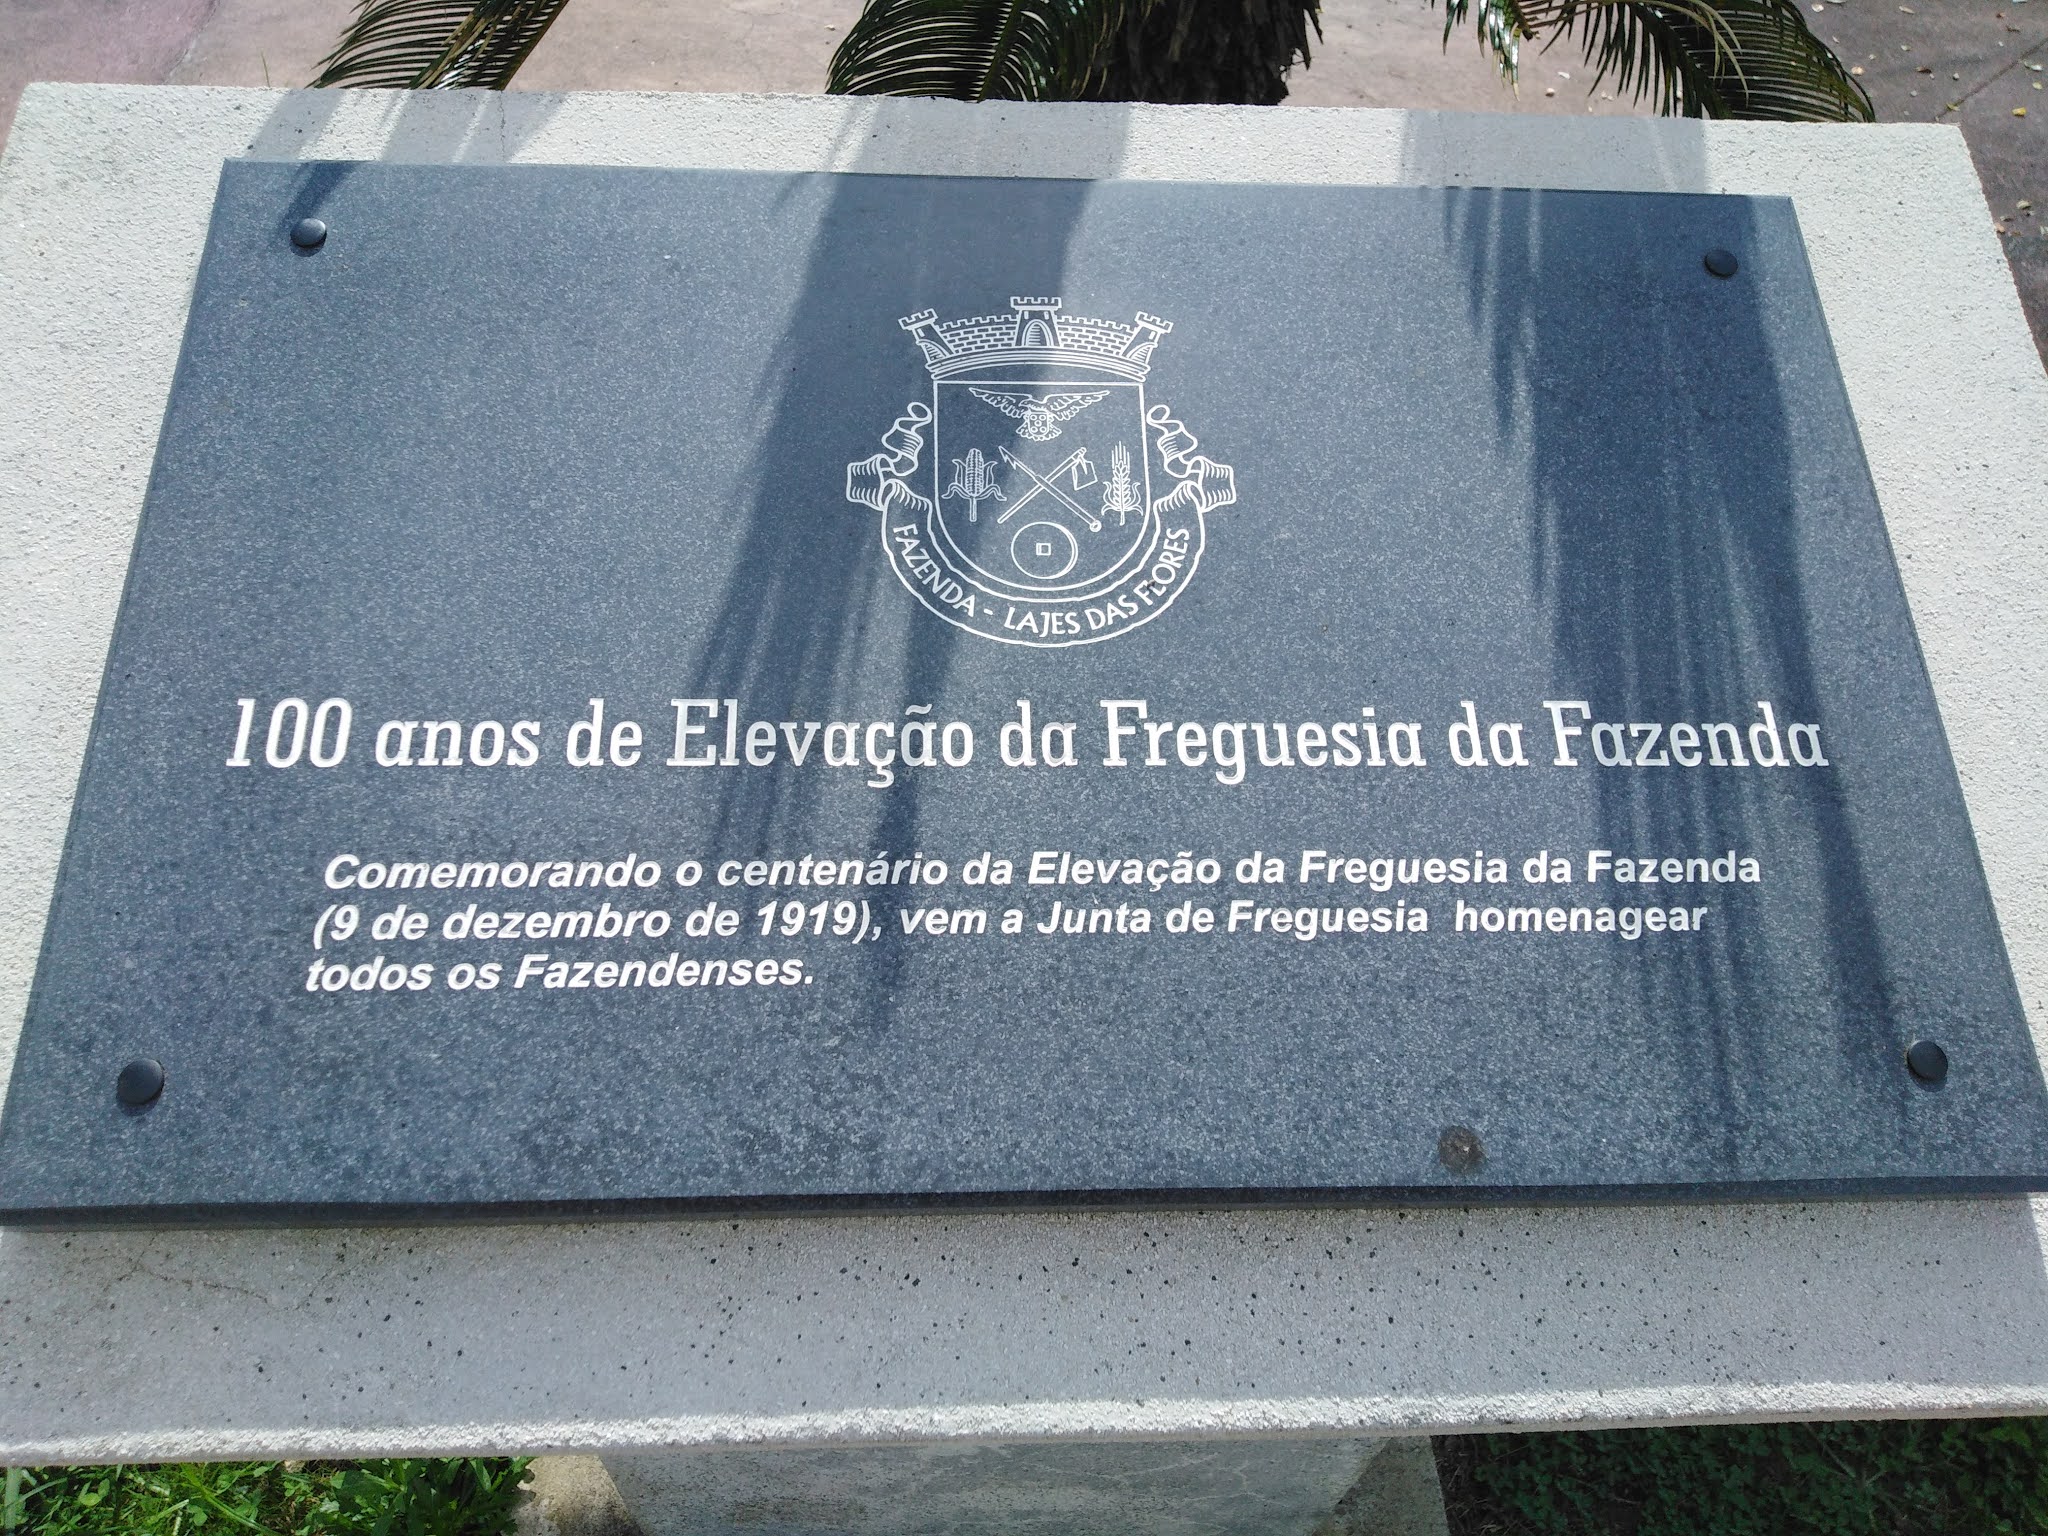 FAZENDA - LAJES DAS FLORES
100 anos de Elevação da Freguesia da Fazenda
Comemorando o centenário da Elevação da Freguesia da Fazenda
(9 de dezembro de 1919), vem a Junta de Freguesia homenagear
todos os Fazendenses.